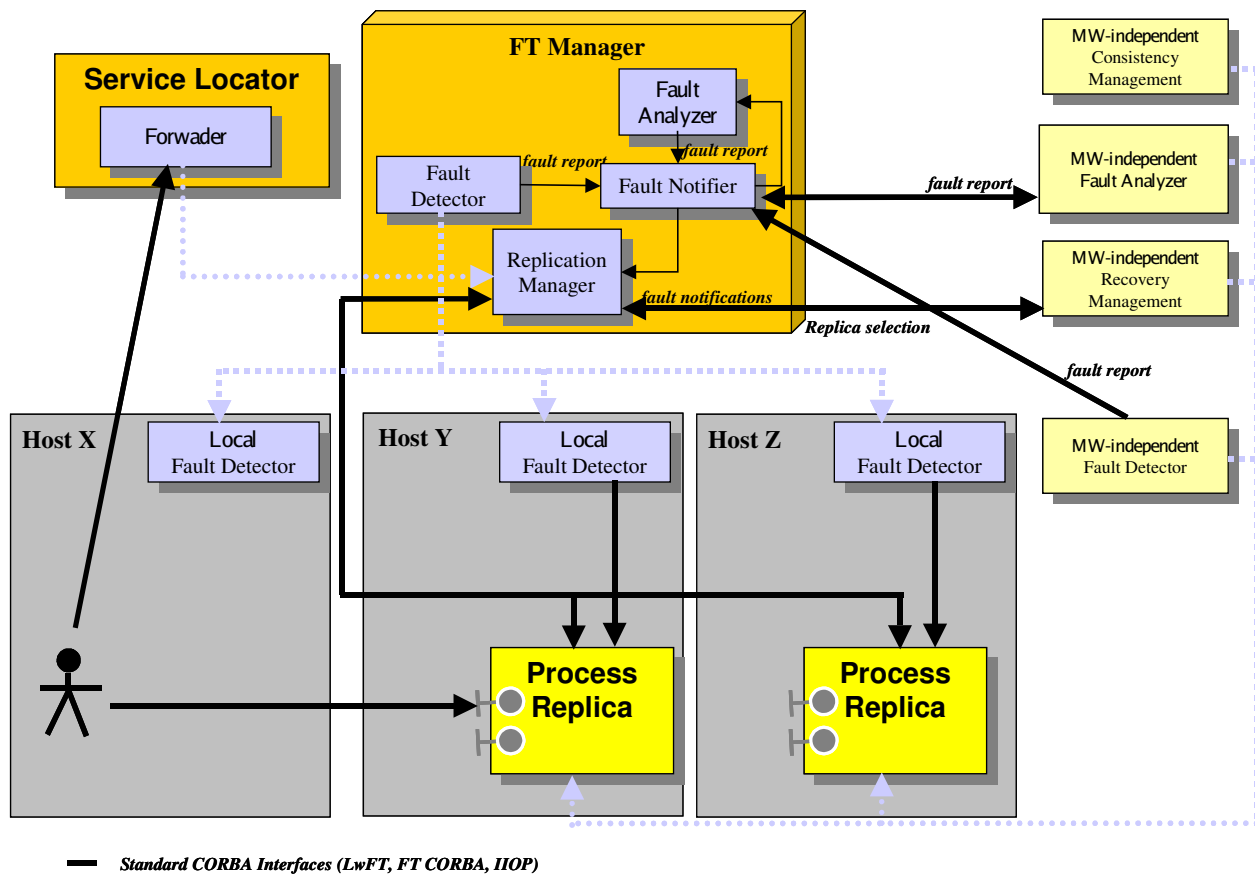 FT Manager
MW-independent
Consistency
Management
Service Locator
Forwader
Fault
Analyzer
fault report
fault report
Fault
Detector
Fault Notifier
MW-independent
Fault Analyzer
fault report
Replication
Manager
fault notifications
Replica selection
MW-independent
Recovery
Management
fault report
Host X
Local
Fault Detector
Host Y
Local
Fault Detector
Host Z
Local
Fault Detector
MW-independent
Fault Detector
Process
Replica
Process
Replica
Standard CORBA Interfaces (LwFT, FT CORBA, IIOP)